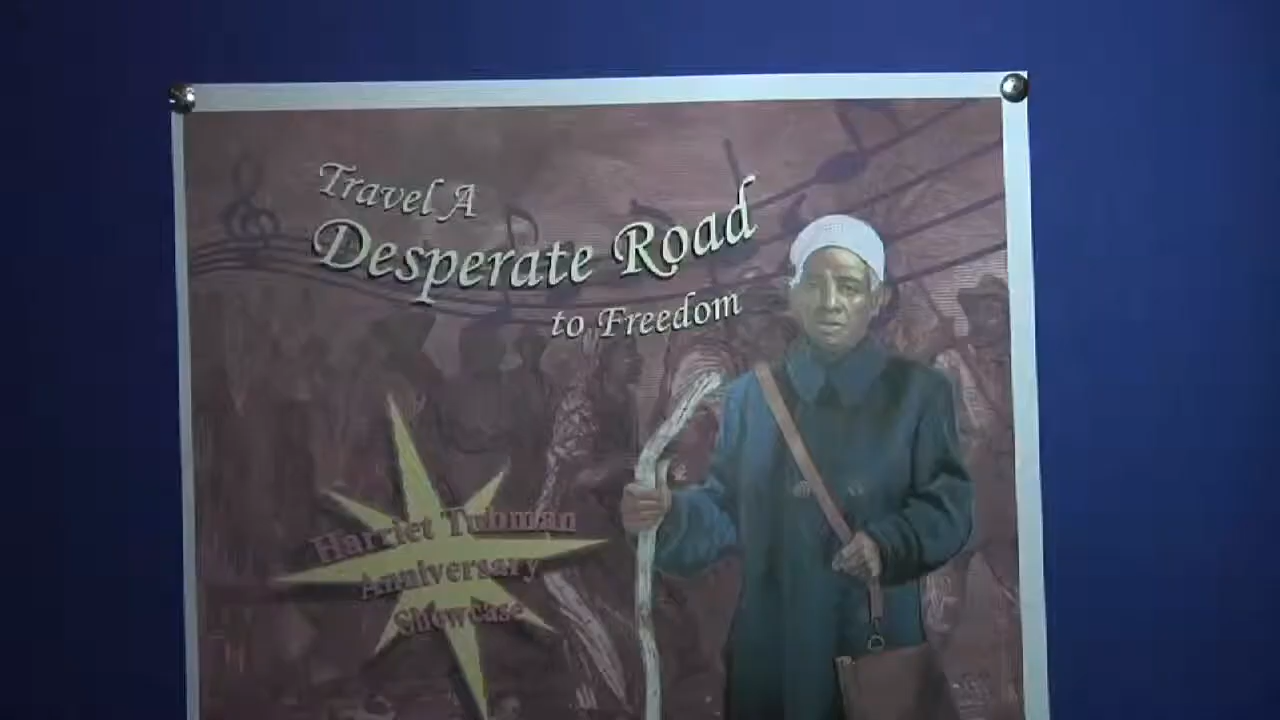 Travel A
Desperate Road
to Freedom
Harriet Tubman
Anniversary
Showcase